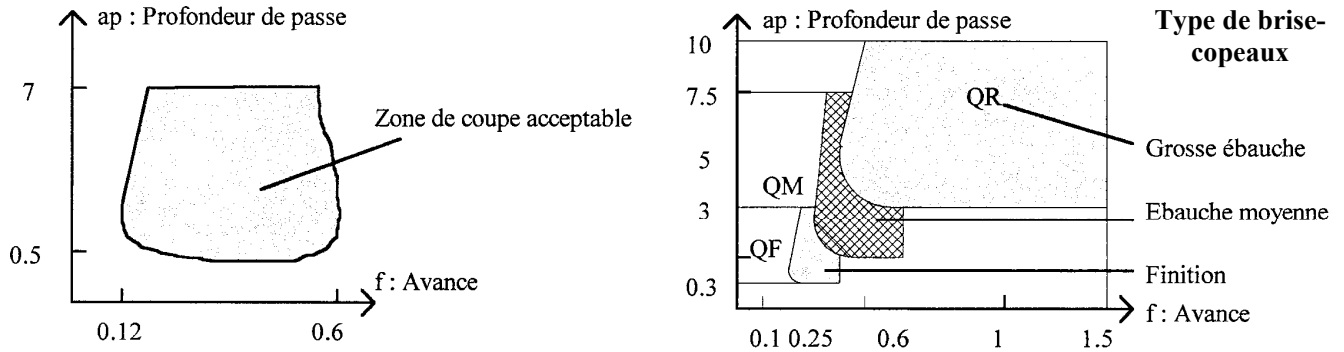 ap : Profondeur de passe
7
Zone de coupe acceptable
0.5
f : Avance
0.12
0.6
ap : Profondeur de passe
Type de brise-
copeaux
10
7.5
QR
5
Grosse ébauche
QM
3
Ebauche moyenne
QF
Finition
0.3
f : Avance
0.1 0.25 0.6 1 1.5